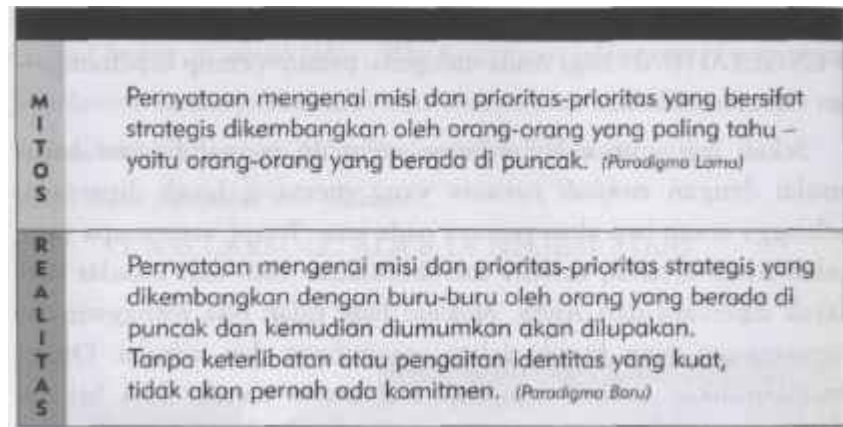 MITOS
Pernyataan mengenai misi dan prioritas-prioritas yang bersifat
strategis dikembangkan oleh orang-orang yang paling tahu –
yaitu orang-orang yang berada di puncak. (Paradigma Lama)
REALITAS
Pernyataan mengenai misi dan prioritas-prioritas strategis yang
dikembangkan dengan buru-buru oleh orang yang berada di
puncak dan kemudian diumumkan akan dilupakan.
Tanpa keterlibatan atau pengaitan identitas yang kuat,
tidak akan pernah ada komitmen. (Paradigma Baru)